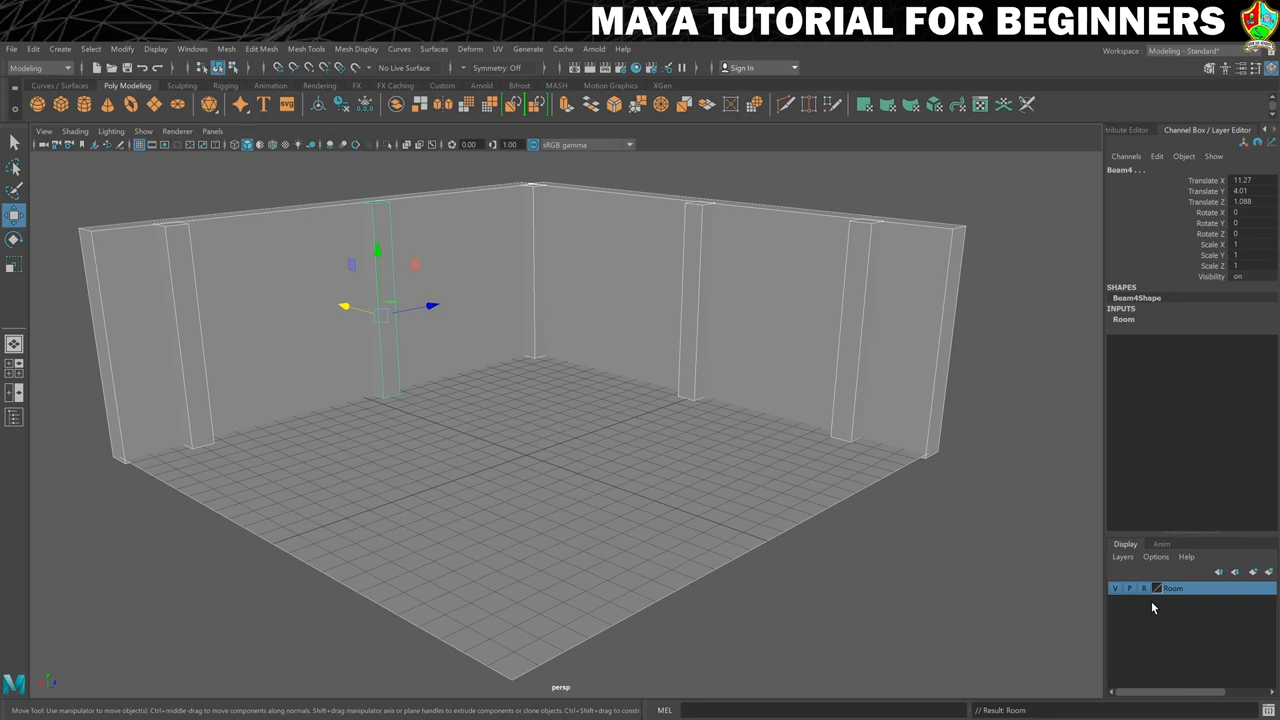 MAYA TUTORIAL FOR BEGINNERS
File Edit Create Select Modify Display Windows Mesh Edit Mesh Mesh Tools Mesh Display Curves Surfaces Deform UV Generate Cache Arnold Help
Workspace : Modeling - Standard*
Modeling
No Live Surface
Symmetry: Off
Sign In
Curves / Surfaces Poly Modeling Sculpting Rigging Animation Rendering FX FX Caching Custom Arnold Bifrost MASH Motion Graphics XGen
SVG
View Shading Lighting Show Renderer Panels
0.00 1.00 sRGB gamma
tribute Editor Channel Box / Layer Editor
Channels Edit Object Show
Beam4 . . .
Translate X 11.27
Translate Y 4.01
Translate Z 1.088
Rotate X 0
Rotate Y 0
Rotate Z 0
Scale X 1
Scale Y 1
Scale Z 1
Visibility on
SHAPES
Beam4Shape
INPUTS
Room
Display Anim
Layers Options Help
V P R Room
persp
Move Tool: Use manipulator to move object(s). Ctrl+middle-drag to move components along normals. Shift+drag manipulator axis or plane handles to extrude components or clone objects. Ctrl+Shift+drag to constr
MEL
// Result: Room